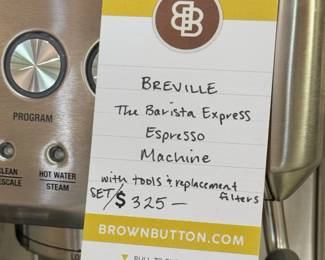 BB
BREVILLE
The Barista Express
Espresso
Machine
with tools & replacement
filters
SET/$325—
BROWNBUTTON.COM
PROGRAM
CLEAN
HOT WATER
STEAM